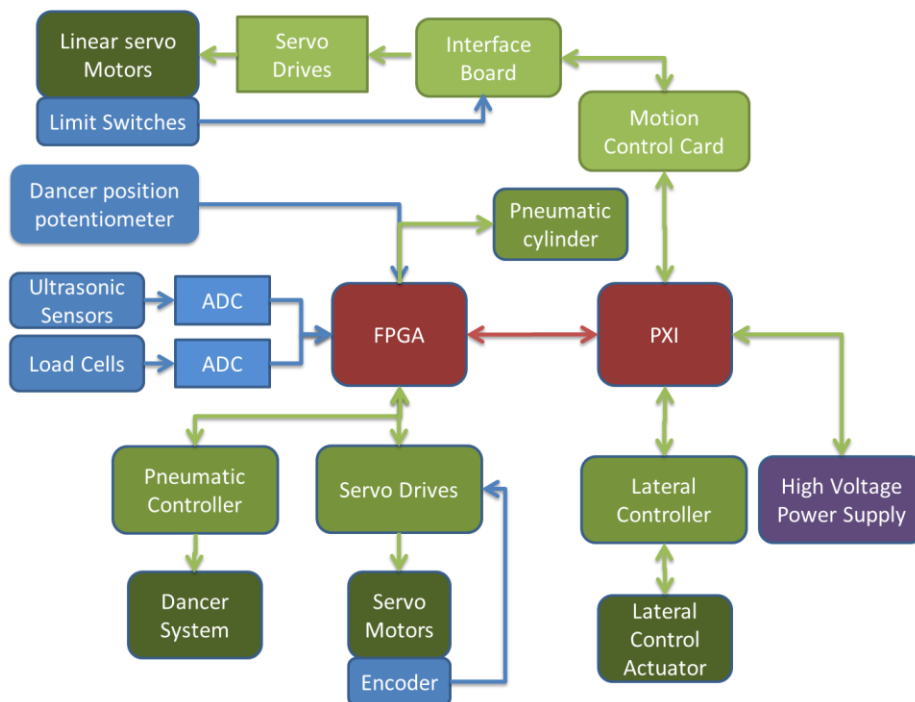 Linear servo
Motors
Servo
Drives
Interface
Board
Limit Switches
Motion
Control Card
Dancer position
potentiometer
Pneumatic
cylinder
Ultrasonic
Sensors
ADC
FPGA
PXI
Load Cells
ADC
Pneumatic
Controller
Servo Drives
Lateral
Controller
High Voltage
Power Supply
Dancer
System
Servo
Motors
Encoder
Lateral
Control
Actuator